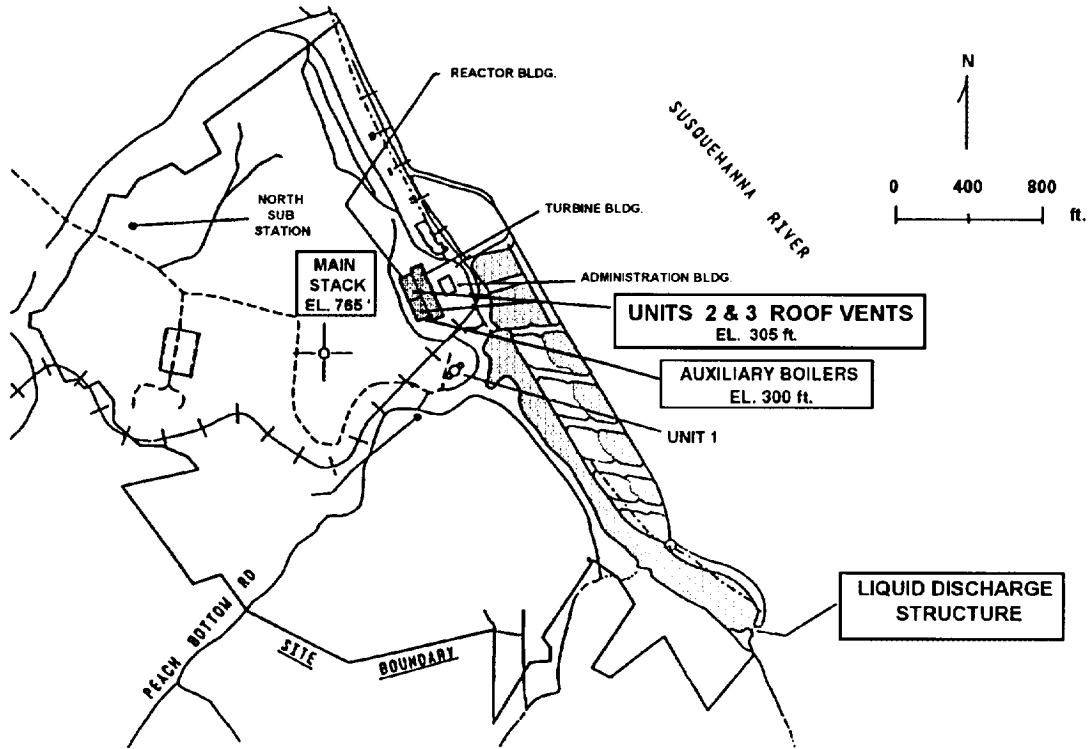 REACTOR BLDG.
N
SUSQUEHANNA RIVER
0 400 800
ft.
NORTH
SUB
STATION
TURBINE BLDG.
MAIN
STACK
EL. 765 '
ADMINISTRATION BLDG.
UNITS 2 & 3 ROOF VENTS
EL. 305 ft.
AUXILIARY BOILERS
EL. 300 ft.
UNIT 1
LIQUID DISCHARGE
STRUCTURE
PEACH BOTTOM RD
SITE BOUNDARY